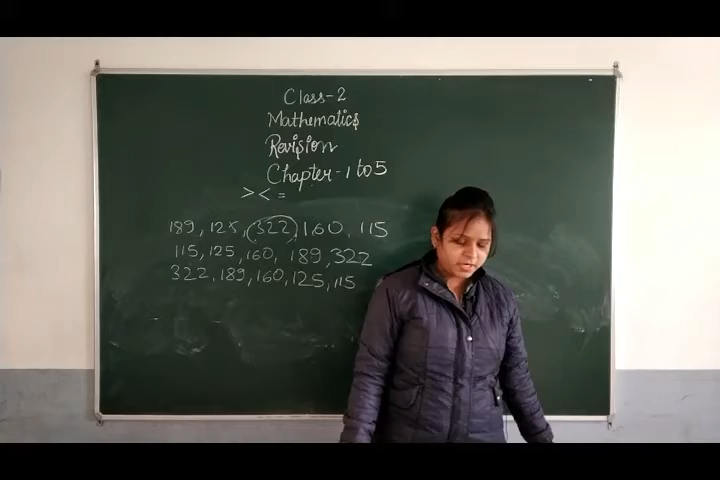 Class-2
Mathematics
Revision
Chapter-1 to 5
> < =
189, 125, 322, 160, 115
115, 125, 160, 189, 322
322, 189, 160, 125, 115